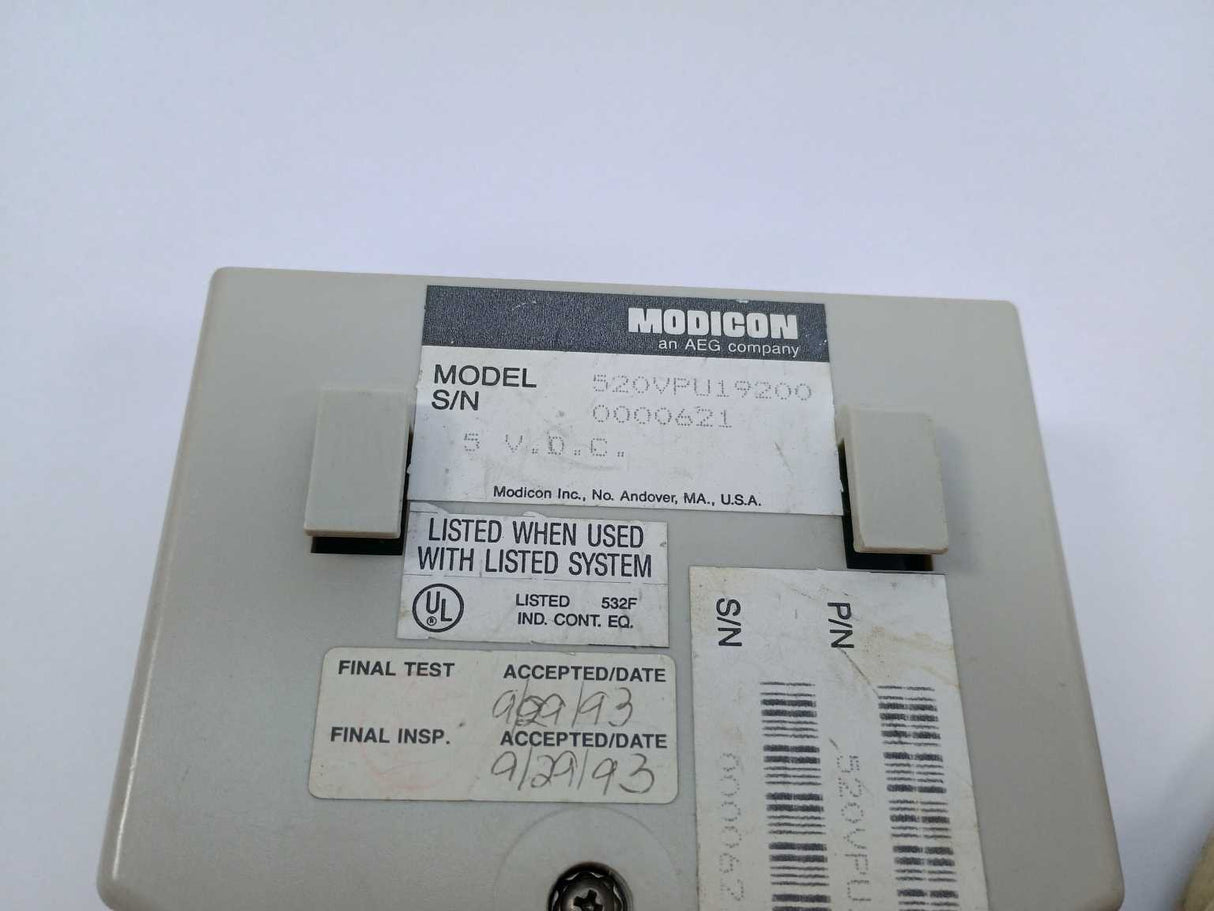 MODICON
an AEG company
MODEL 520VPU19200
S/N 0000621
5 V.D.C.
Modicon Inc., No. Andover, MA., U.S.A.
LISTED WHEN USED
WITH LISTED SYSTEM
UL ®
LISTED 532F
IND. CONT. EQ.
FINAL TEST ACCEPTED/DATE
9/29/93
FINAL INSP. ACCEPTED/DATE
9/29/93
P/N 520VPU
S/N 000062